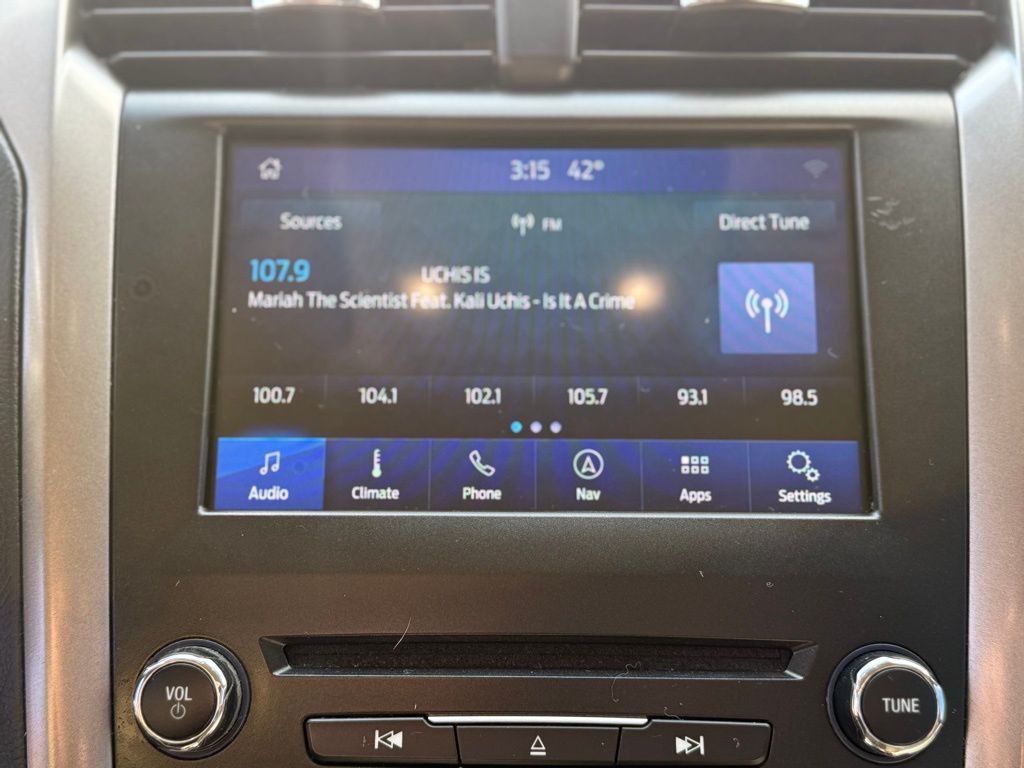 3:15 42°
Sources FM Direct Tune
107.9 UCHIS IS
Mariah The Scientist Feat. Kali Uchis - Is It A Crime
100.7 104.1 102.1 105.7 93.1 98.5
Audio Climate Phone Nav Apps Settings
VOL TUNE